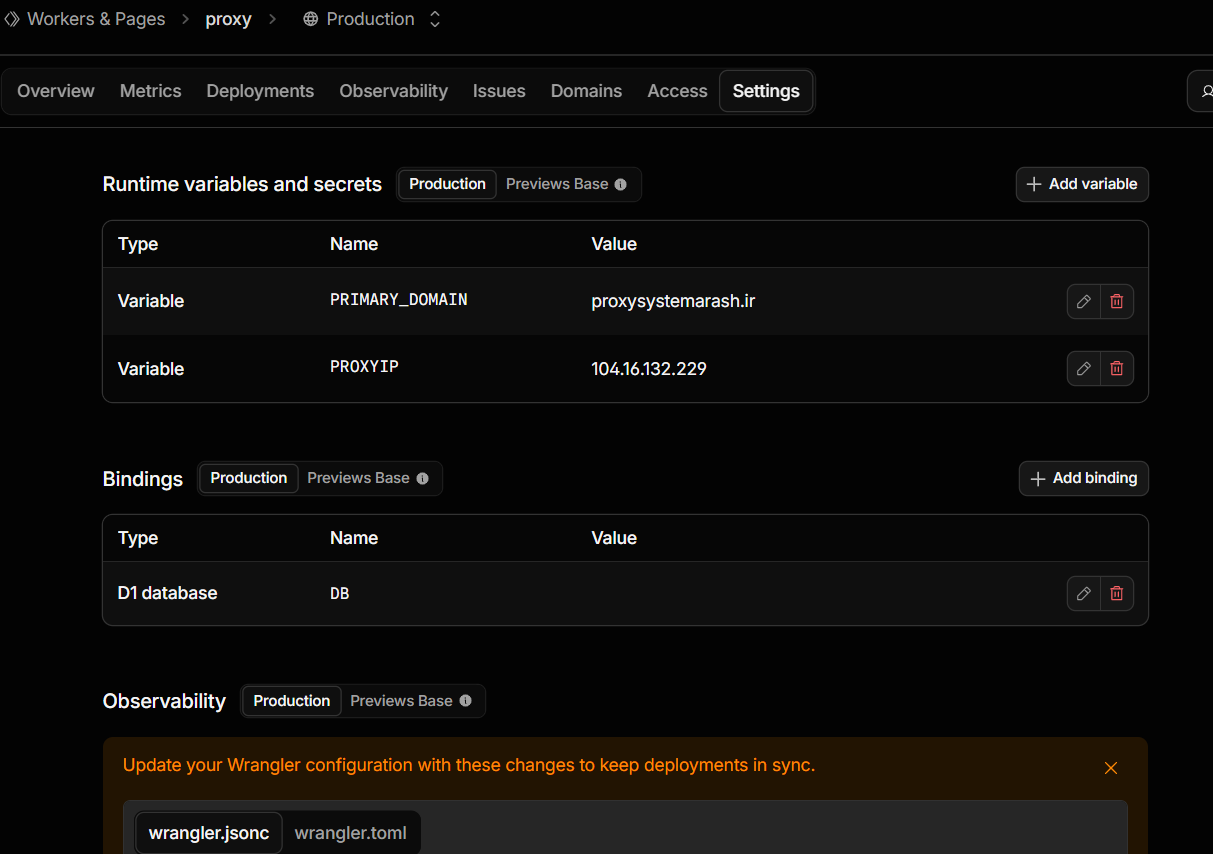 Workers & Pages > proxy > Production
Overview Metrics Deployments Observability Issues Domains Access Settings
Runtime variables and secrets Production Previews Base Add variable
Type Name Value
Variable PRIMARY_DOMAIN proxysystemarash.ir
Variable PROXYIP 104.16.132.229
Bindings Production Previews Base Add binding
Type Name Value
D1 database DB
Observability Production Previews Base
Update your Wrangler configuration with these changes to keep deployments in sync.
wrangler.jsonc wrangler.toml